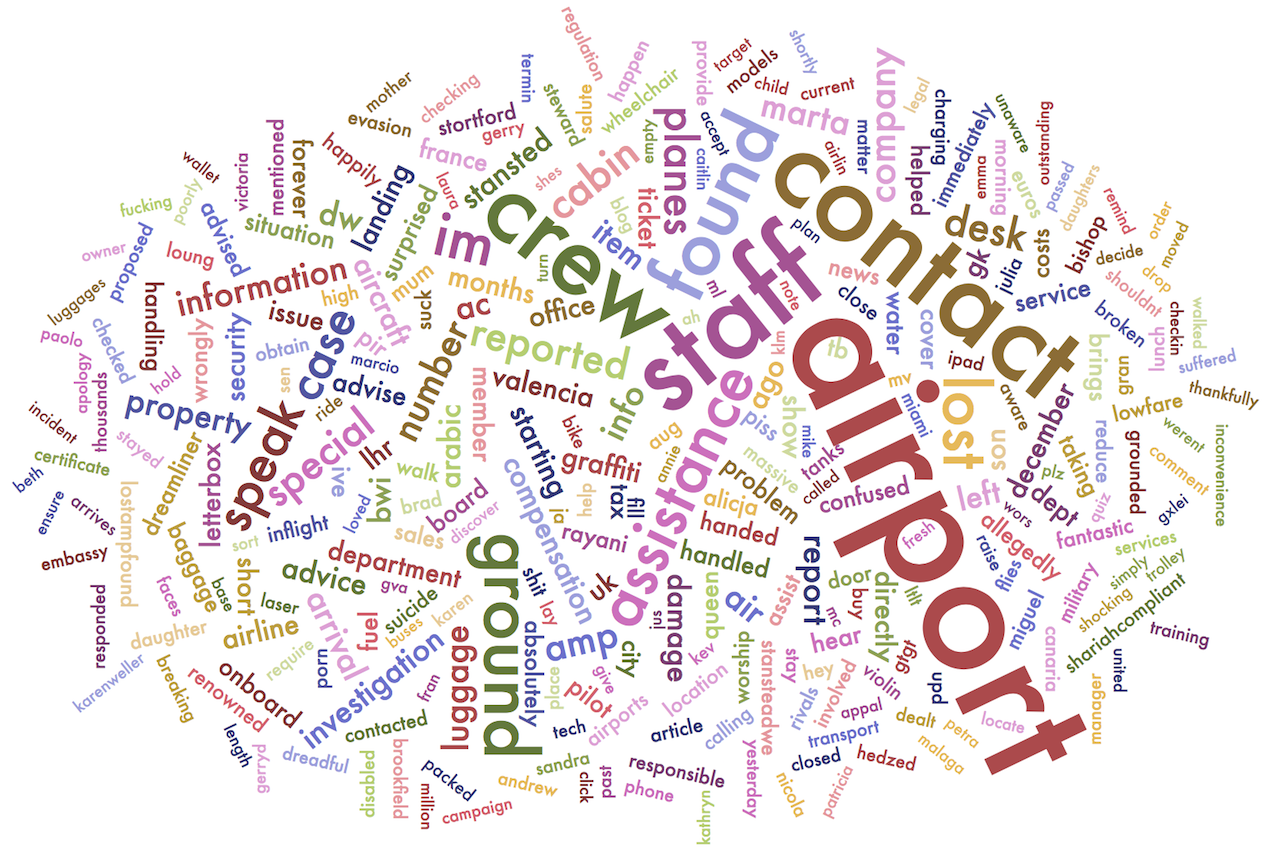 regulation
shortly
target
models
child
current
provide
happen
wheelchair
salute
steward
termin
checking
mother
evasion
stortford
gerry
stansted
france
happily
landing
forever
mentioned
victoria
wallet
poorly
fucking
advised
situation
dw
surprised
laura
im
crew
shes
cabin
blog
item
ticket
planes
empty
accept
caitlin
found
marta
matter
airlin
company
legal
charging
immediately
helped
unaware
outstanding
emma
morning
euros
passed
daughters
remind
order
moved
drop
decide
bishop
shouldnt
costs
desk
gk
julia
service
contact
plan
staff
news
note
close
water
cover
ipad
broken
checkin
lunch
walked
suffered
thankfully
brings
grant
lowfare
werent
comment
inconvenience
owner
proposed
luggages
paolo
loung
handling
checked
hold
apology
thousands
information
wrongly
security
issue
high
aircraft
mum
pir
case
obtain
marcio
sen
ride
advise
suck
months
ac
office
turn
number
reported
ml
ah
klm
ago
tb
mv
miami
airport
lost
aware
son
december
plz
taking
reduce
quiz
grounded
gxlei
incident
certificate
beth
ensure
arrives
embassy
stayed
property
speak
special
lhr
letterbox
dreamliner
lostampfound
baggage
member
valencia
info
arabic
walk
bwi
ive
loved
brad
inflight
sort
sales
board
discover
starting
bike
graffiti
compensation
la
help
tax
fill
rayani
aug
annie
assistance
piss
show
mike
massive
tanks
called
confused
problem
alicja
handed
handled
left
wors
dept
allegedly
raise
flies
fresh
fantastic
services
simply
trolley
shocking
shariahcompliant
training
military
responded
faces
base
daughter
short
laser
advice
department
airline
gva
suicide
karen
buses
fuel
arrival
require
porn
ground
shit
lay
uk
amp
absolutely
city
jus
damage
queen
air
assist
report
door
directly
ltlt
buy
mc
hear
gtgt
miguel
canaria
united
karenweller
breaking
renowned
onboard
investigation
luggage
fran
contacted
length
gerryd
dreadful
disabled
brookfield
packed
million
campaign
place
give
pilot
kev
location
airports
tech
article
calling
worship
stansteadwe
stay
hey
rivals
involved
violin
appal
upd
transport
dealt
petra
locate
manager
malaga
hedzed
closed
patricia
nicola
yesterday
kathryn
responsible
phone
past
click
sandra
andrew